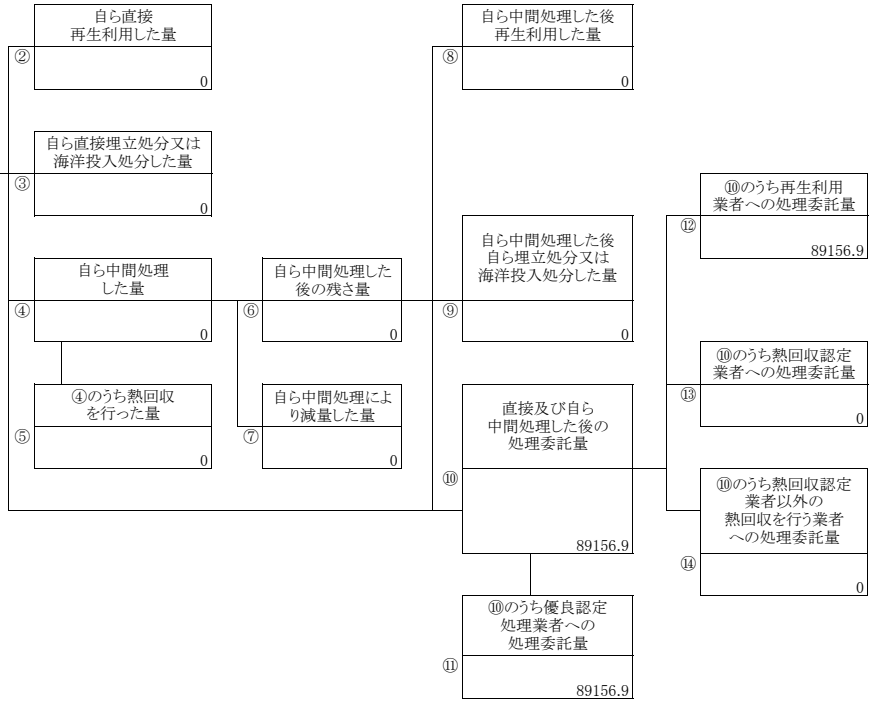 自ら直接
再生利用した量
②
0
自ら直接埋立処分又は
海洋投入処分した量
③
0
自ら中間処理
した量
④
0
④のうち熱回収
を行った量
⑤
0
自ら中間処理した
後の残さ量
⑥
0
自ら中間処理によ
り減量した量
⑦
0
自ら中間処理した後
再生利用した量
⑧
0
自ら中間処理した後
自ら埋立処分又は
海洋投入処分した量
⑨
0
直接及び自ら
中間処理した後の
処理委託量
⑩
89156.9
⑩のうち優良認定
処理業者への
処理委託量
⑪
89156.9
⑩のうち再生利用
業者への処理委託量
⑫
89156.9
⑩のうち熱回収認定
業者への処理委託量
⑬
0
⑩のうち熱回収認定
業者以外の
熱回収を行う業者
への処理委託量
⑭
0